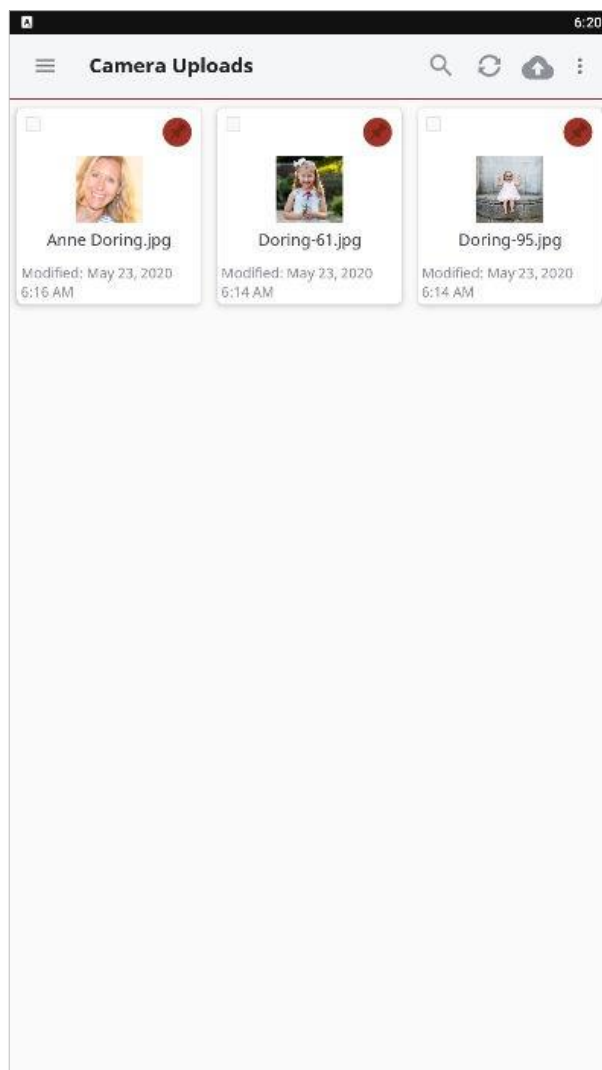 A
6:20
Camera Uploads
Anne Doring.jpg
Modified: May 23, 2020
6:16 AM
Doring-61.jpg
Modified: May 23, 2020
6:14 AM
Doring-95.jpg
Modified: May 23, 2020
6:14 AM